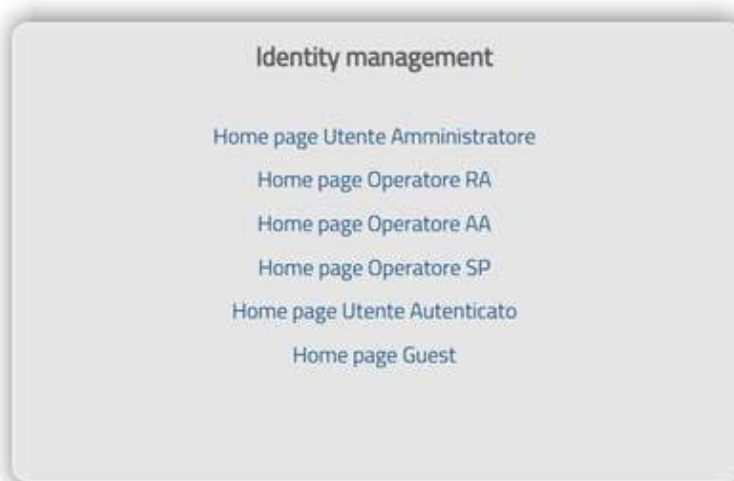 Identity management
Home page Utente Amministratore
Home page Operatore RA
Home page Operatore AA
Home page Operatore SP
Home page Utente Autenticato
Home page Guest